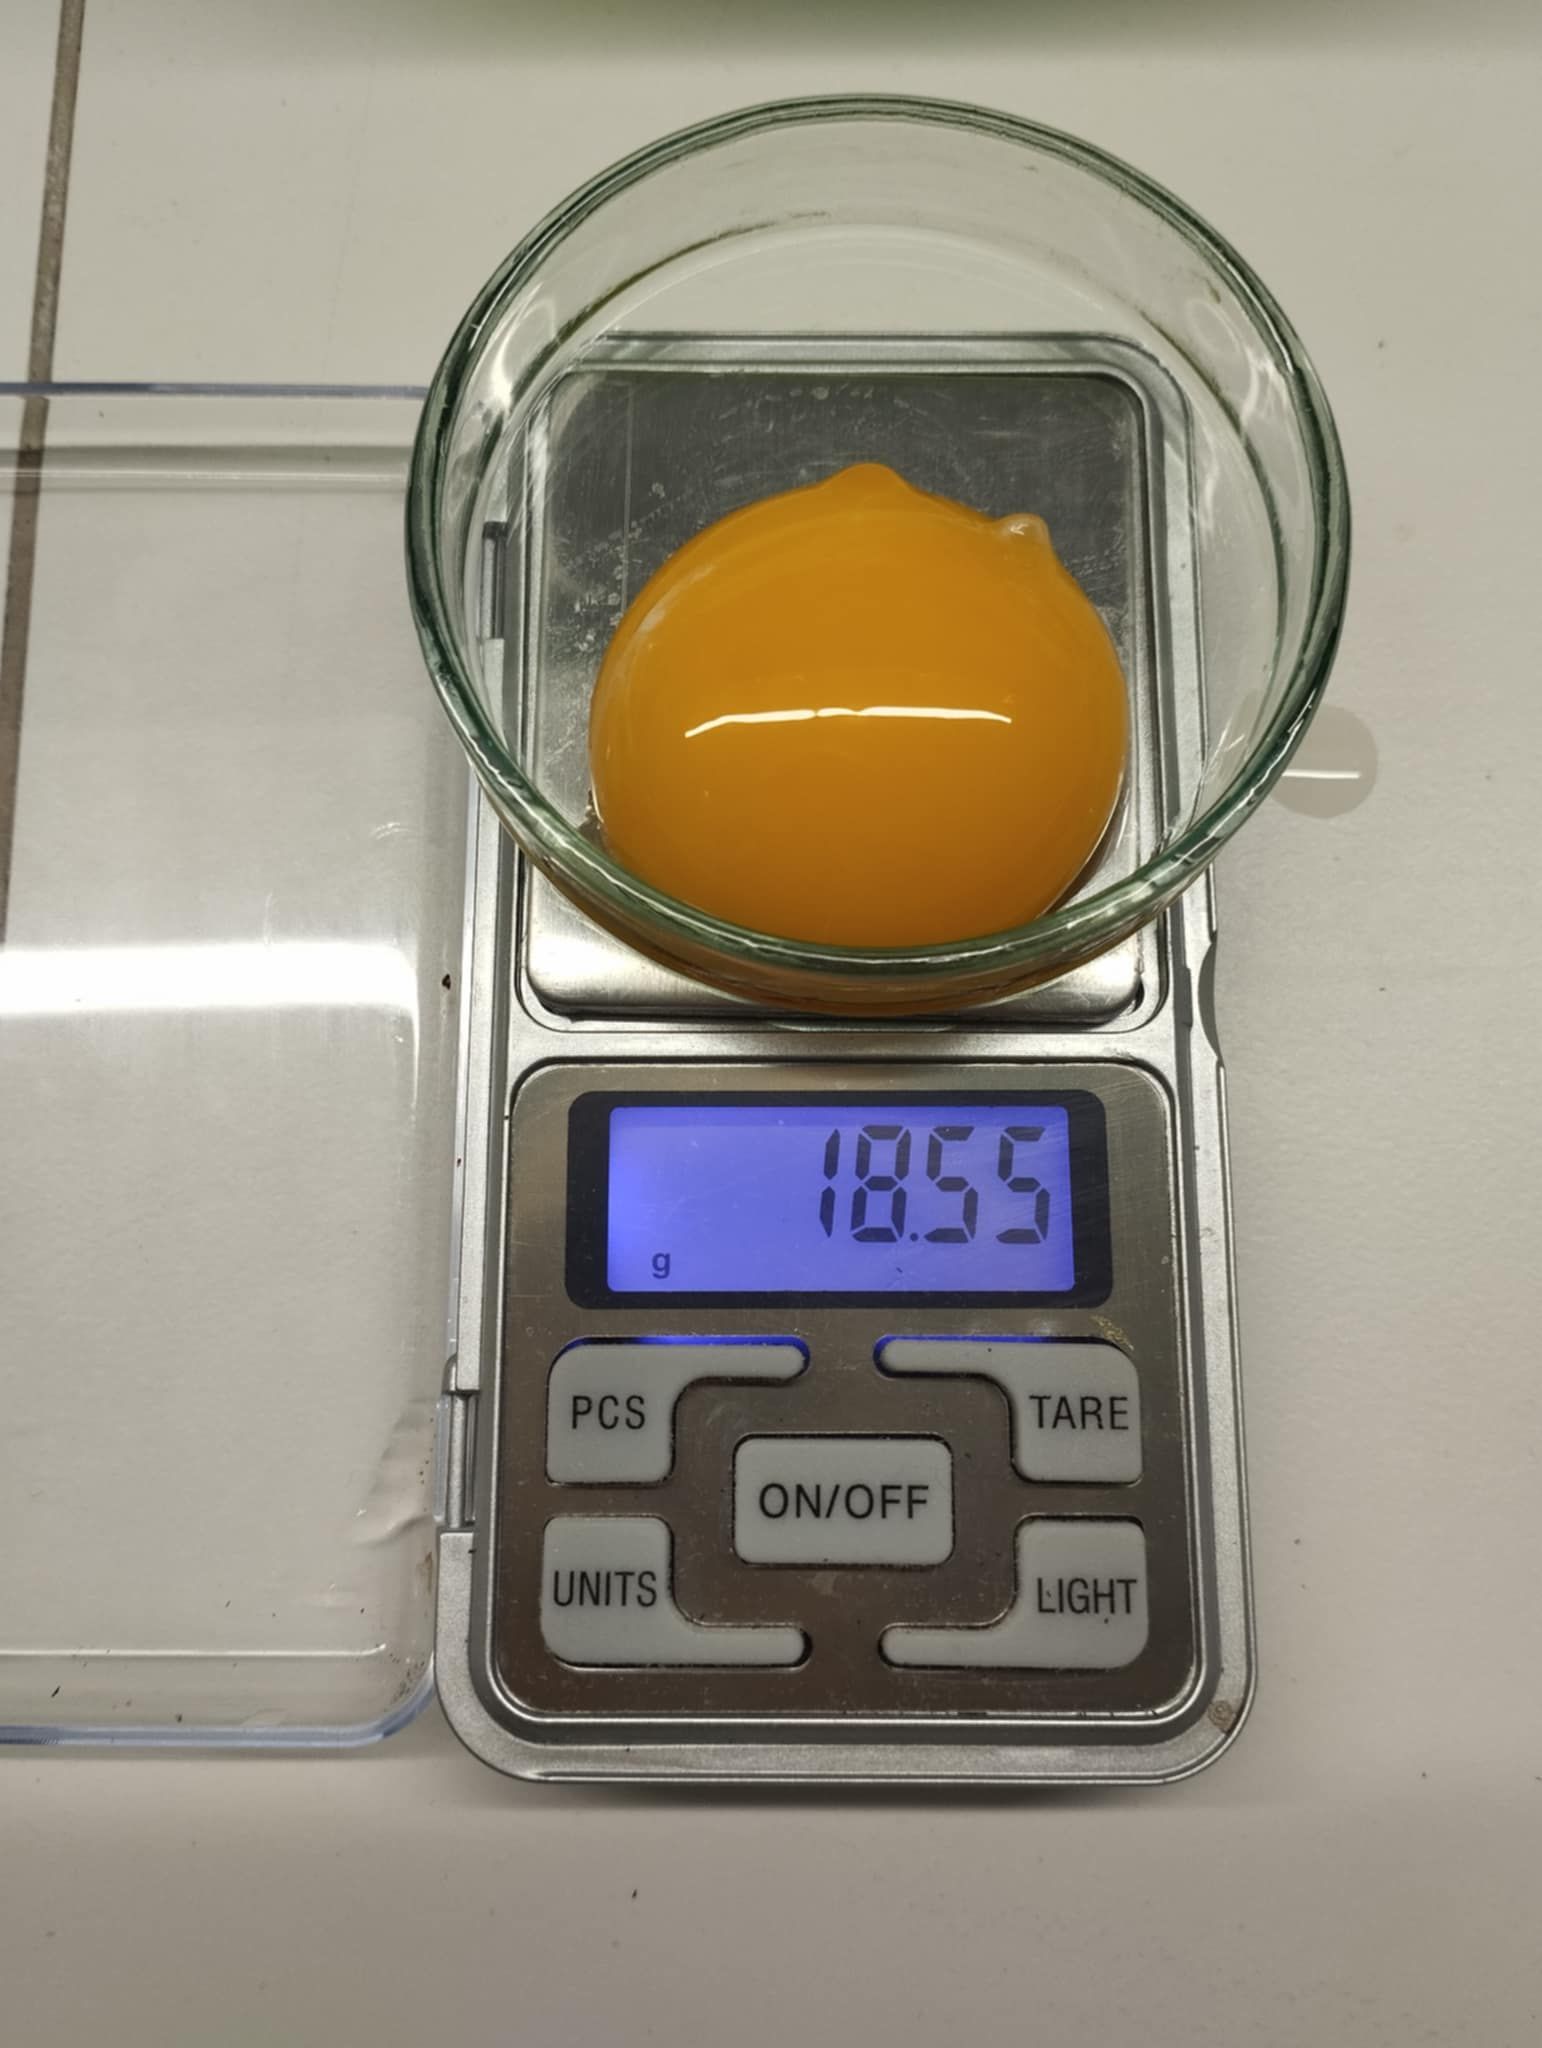 18.55
g
PCS
TARE
ON/OFF
UNITS
LIGHT